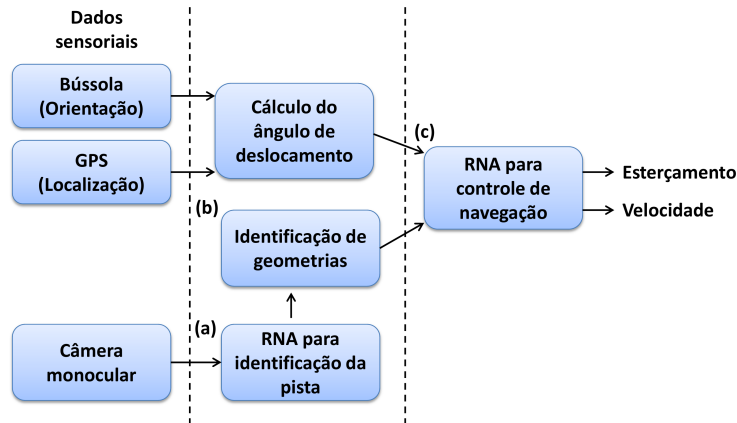 Dados
sensoriais
Bússola
(Orientação)
GPS
(Localização)
Câmera
monocular
Cálculo do
ângulo de
deslocamento
(b)
Identificação de
geometrias
(a)
RNA para
identificação da
pista
(c)
RNA para
controle de
navegação
Esterçamento
Velocidade